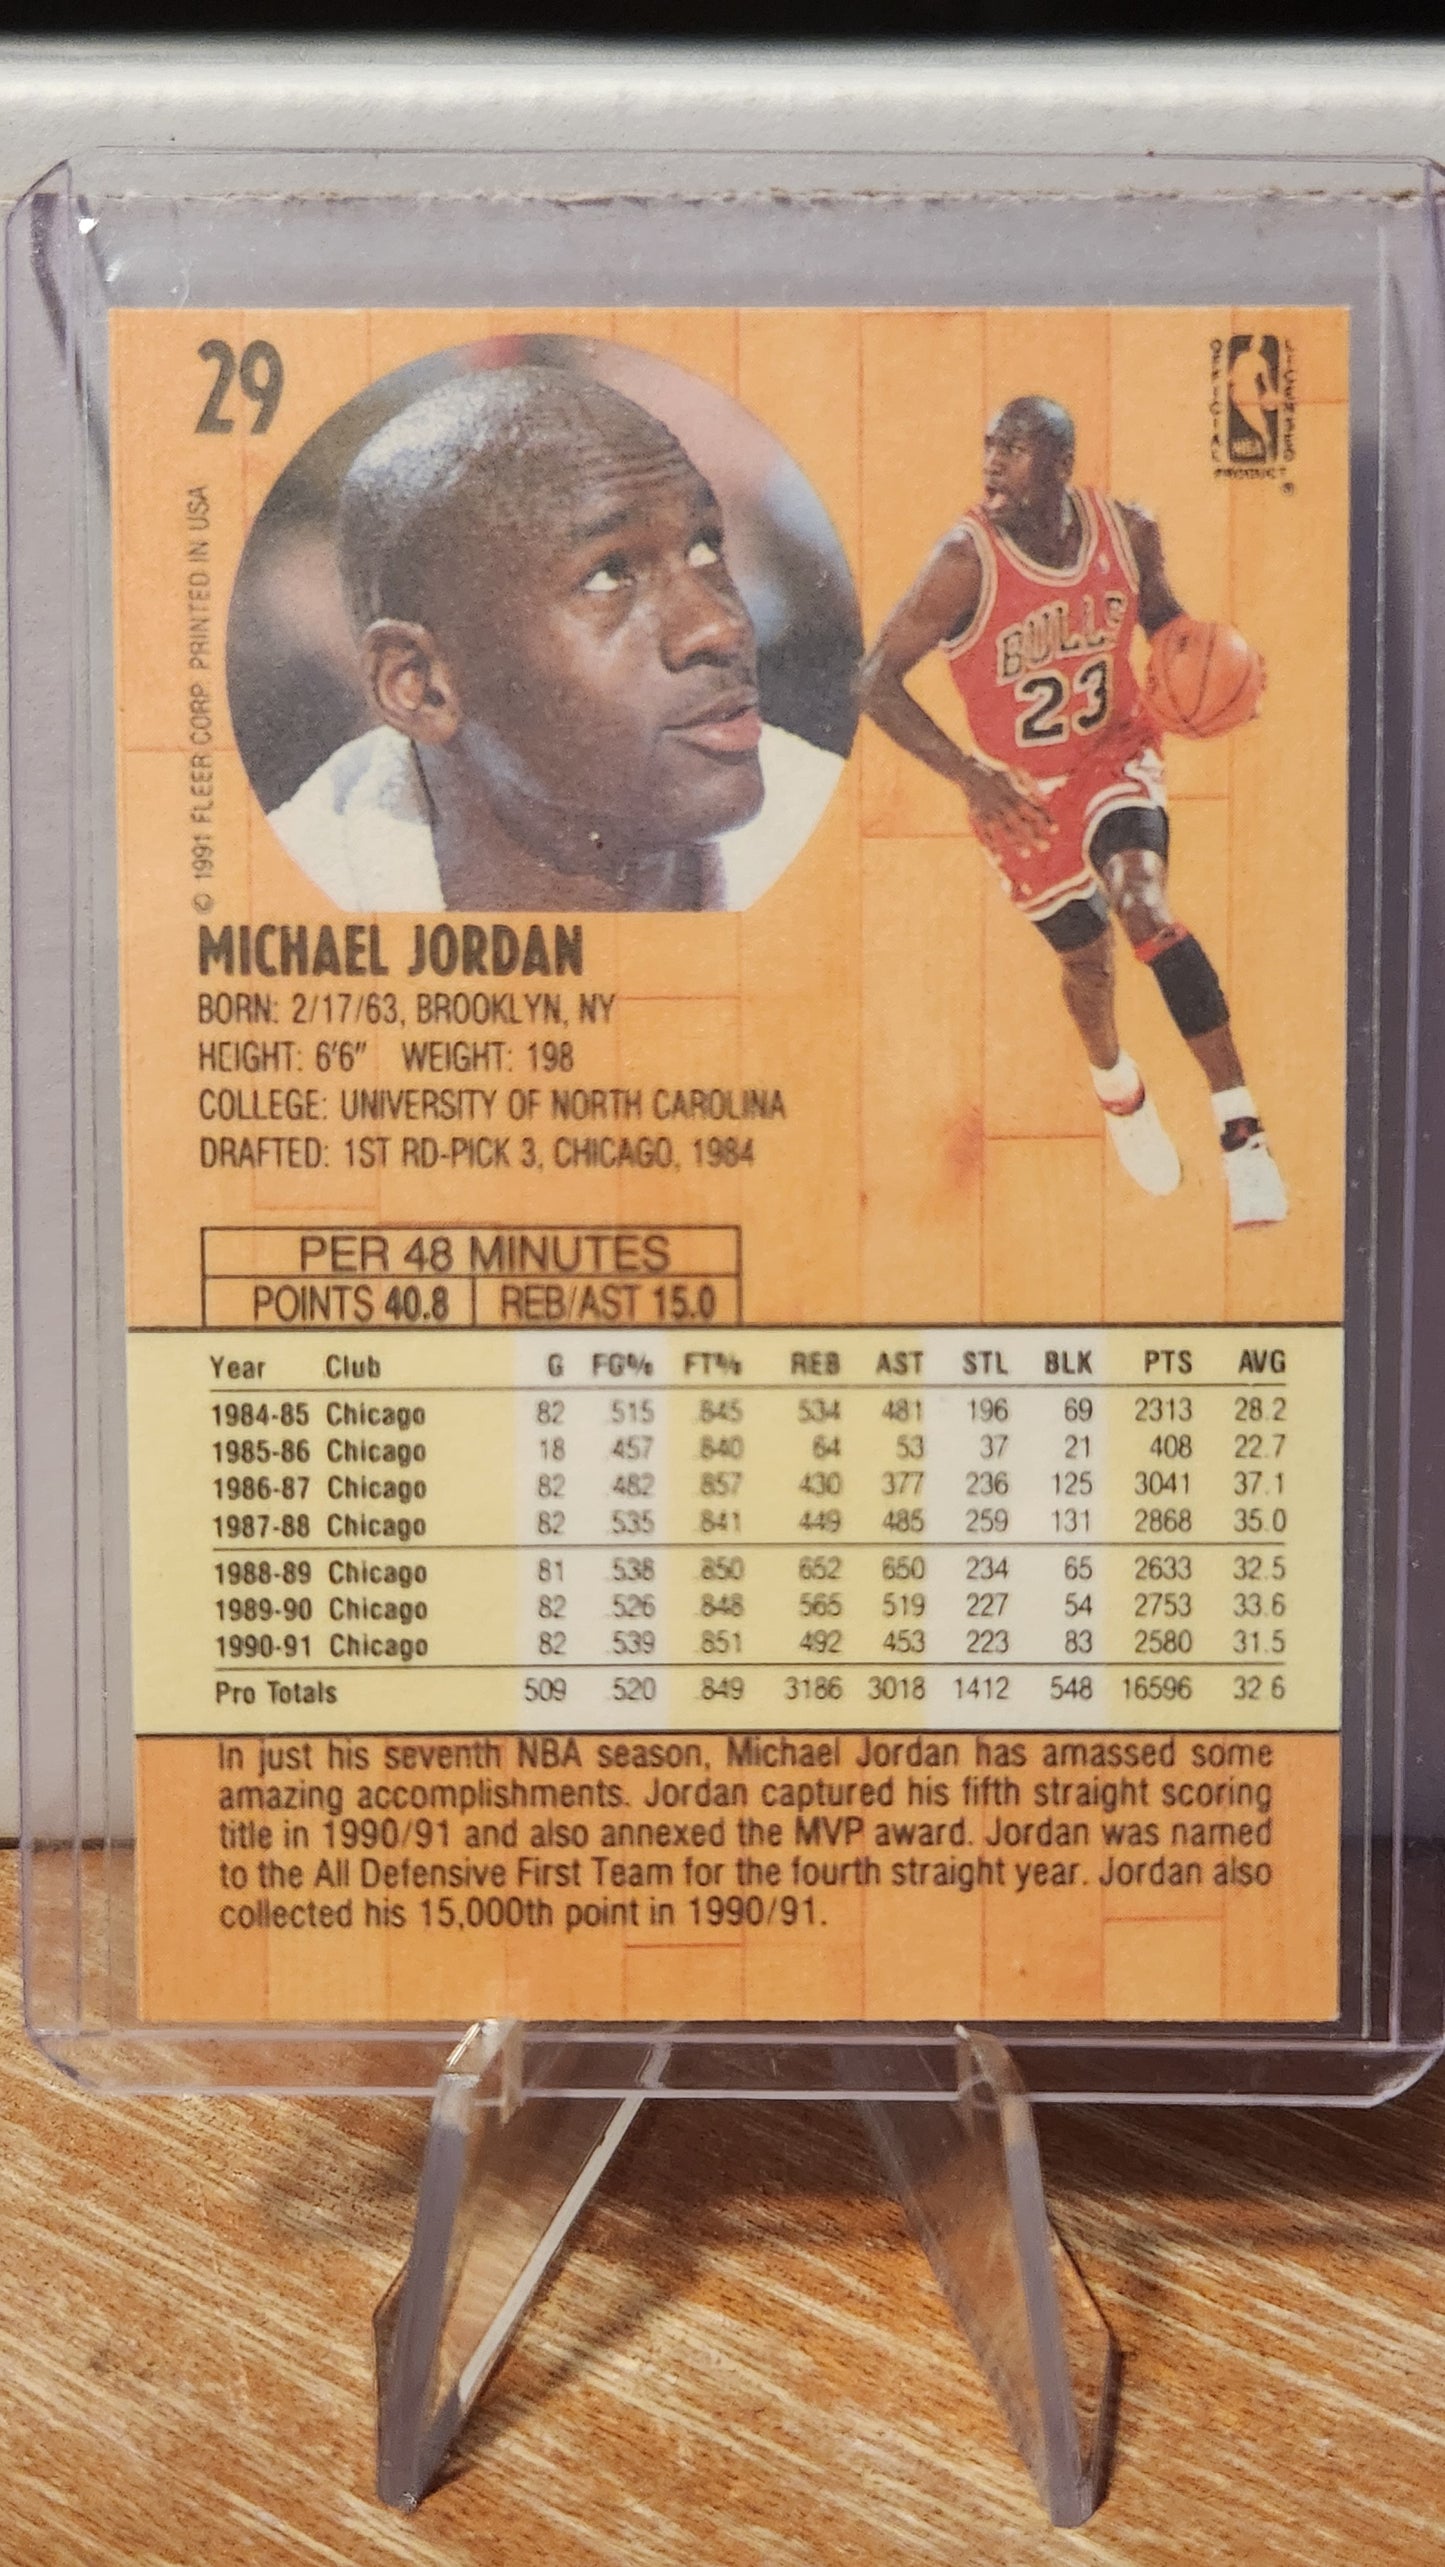 29
OFFICIAL LICENSED
PRODUCT ®
© 1991 FLEER CORP. PRINTED IN USA
BULLS
23
MICHAEL JORDAN
BORN: 2/17/63, BROOKLYN, NY
HEIGHT: 6'6" WEIGHT: 198
COLLEGE: UNIVERSITY OF NORTH CAROLINA
DRAFTED: 1ST RD-PICK 3, CHICAGO, 1984
PER 48 MINUTES
POINTS 40.8 REB/AST 15.0
Year Club G FG% FT% REB AST STL BLK PTS AVG
1984-85 Chicago 82 .515 .845 534 481 196 69 2313 28.2
1985-86 Chicago 18 .457 .840 64 53 37 21 408 22.7
1986-87 Chicago 82 .482 .857 430 377 236 125 3041 37.1
1987-88 Chicago 82 .535 .841 449 485 259 131 2868 35.0
1988-89 Chicago 81 .538 .850 652 650 234 65 2633 32.5
1989-90 Chicago 82 .526 .848 565 519 227 54 2753 33.6
1990-91 Chicago 82 .539 .851 492 453 223 83 2580 31.5
Pro Totals 509 .520 .849 3186 3018 1412 548 16596 32.6
In just his seventh NBA season, Michael Jordan has amassed some
amazing accomplishments. Jordan captured his fifth straight scoring
title in 1990/91 and also annexed the MVP award. Jordan was named
to the All Defensive First Team for the fourth straight year. Jordan also
collected his 15,000th point in 1990/91.